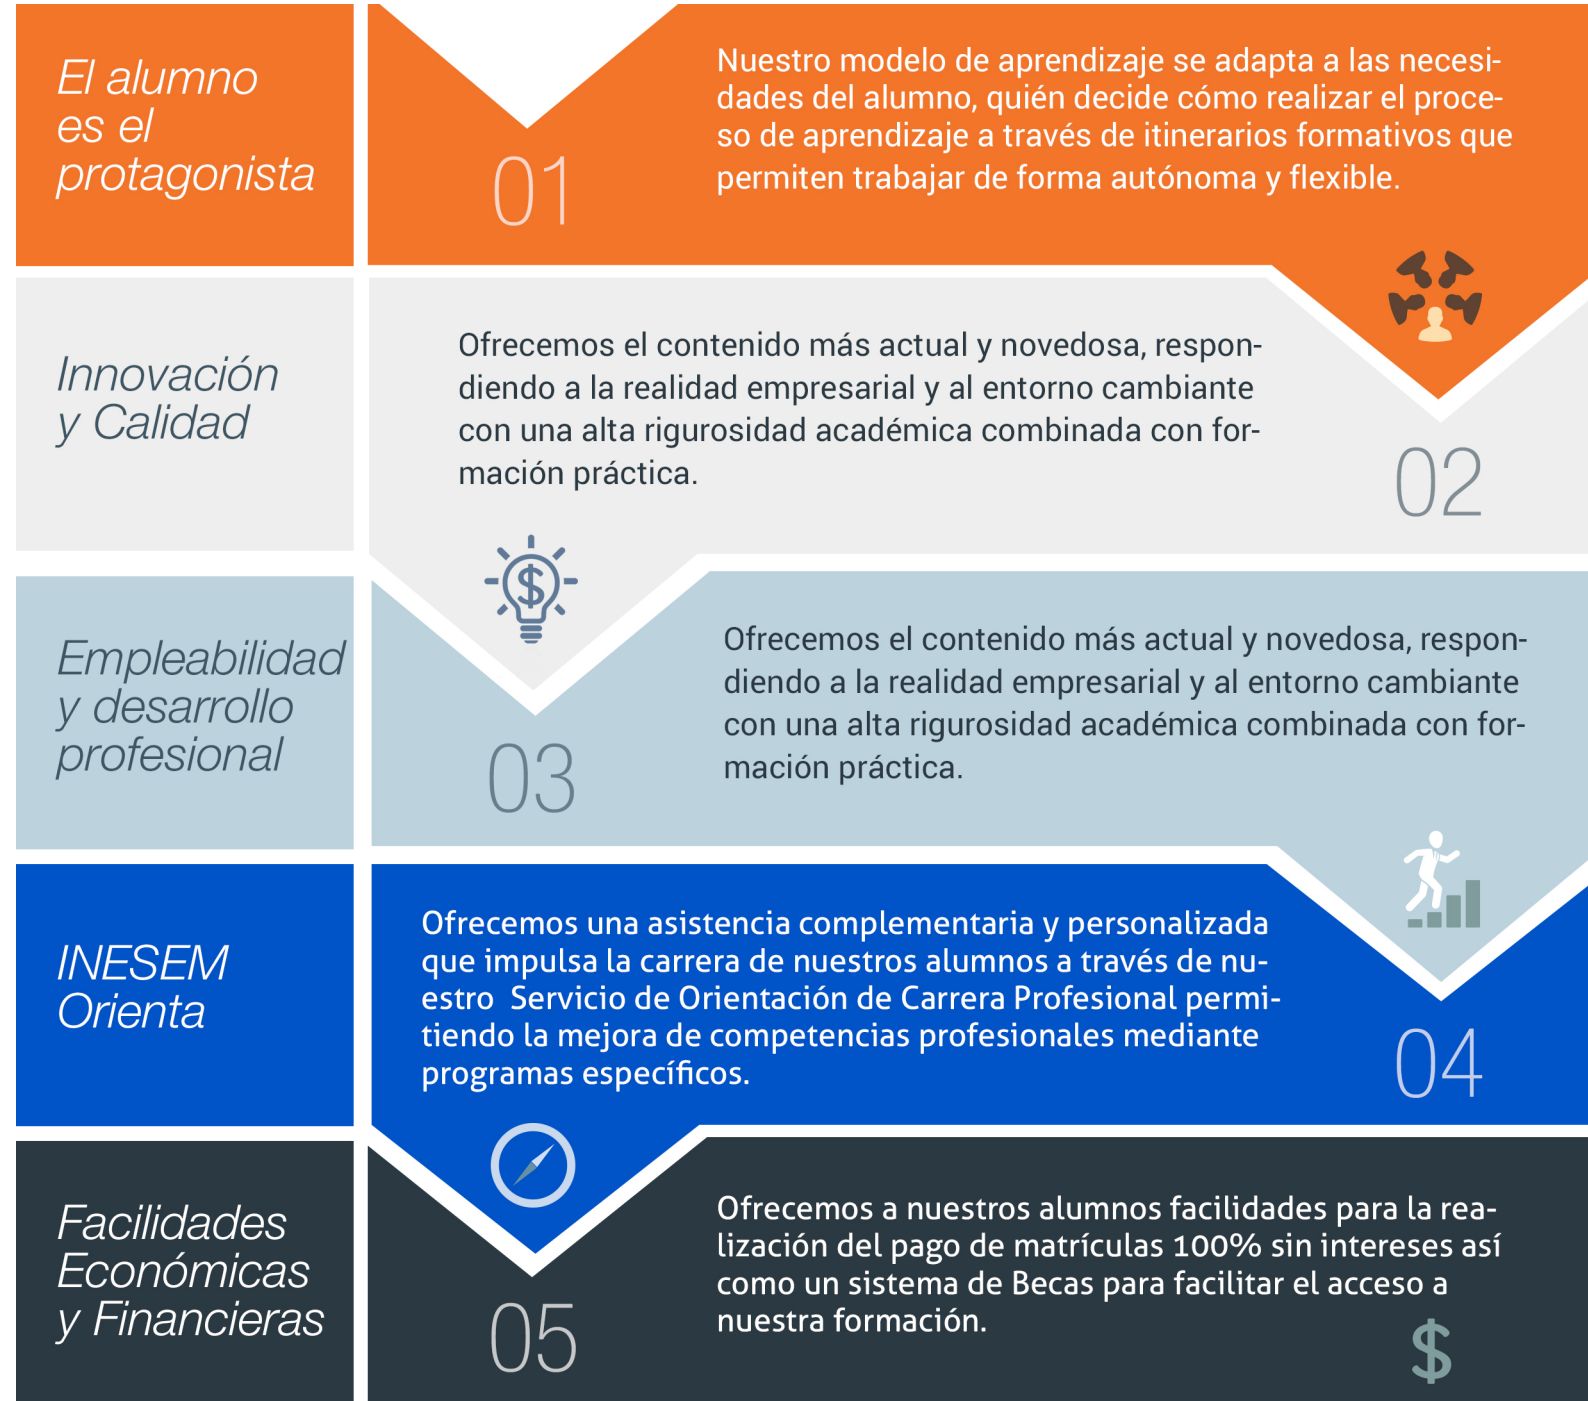 El alumno
es el
protagonista
01
Nuestro modelo de aprendizaje se adapta a las necesi-
dades del alumno, quién decide cómo realizar el proce-
so de aprendizaje a través de itinerarios formativos que
permiten trabajar de forma autónoma y flexible.
Innovación
y Calidad
Ofrecemos el contenido más actual y novedosa, respon-
diendo a la realidad empresarial y al entorno cambiante
con una alta rigurosidad académica combinada con for-
mación práctica.
02
$
Empleabilidad
y desarrollo
profesional
03
Ofrecemos el contenido más actual y novedosa, respon-
diendo a la realidad empresarial y al entorno cambiante
con una alta rigurosidad académica combinada con for-
mación práctica.
INESEM
Orienta
Ofrecemos una asistencia complementaria y personalizada
que impulsa la carrera de nuestros alumnos a través de nu-
estro  Servicio de Orientación de Carrera Profesional permi-
tiendo la mejora de competencias profesionales mediante
programas específicos.
04
Facilidades
Económicas
y Financieras
05
Ofrecemos a nuestros alumnos facilidades para la rea-
lización del pago de matrículas 100% sin intereses así
como un sistema de Becas para facilitar el acceso a
nuestra formación.
$